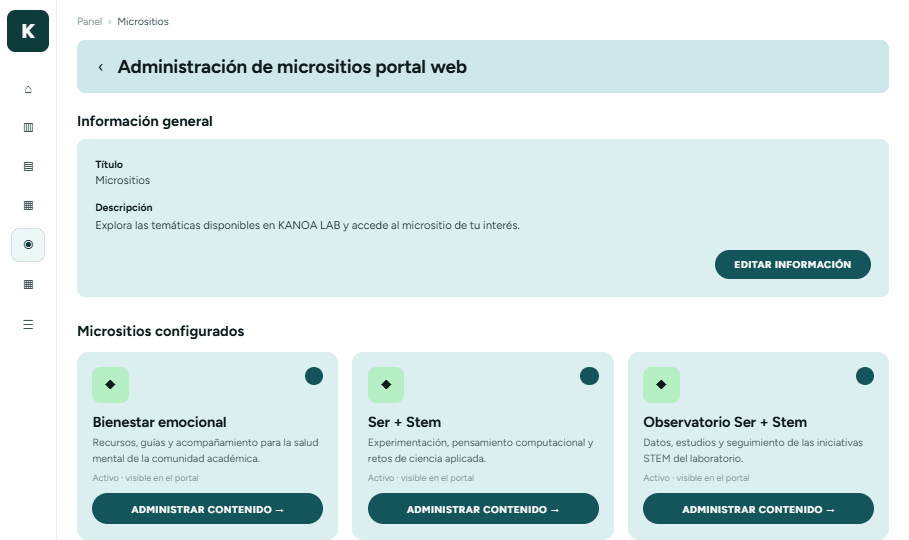 K
Panel › Micrositios
‹ Administración de micrositios portal web
Información general
Título
Micrositios
Descripción
Explora las temáticas disponibles en KANOA LAB y accede al micrositio de tu interés.
EDITAR INFORMACIÓN
Micrositios configurados
Bienestar emocional
Recursos, guías y acompañamiento para la salud
mental de la comunidad académica.
Activo · visible en el portal
ADMINISTRAR CONTENIDO →
Ser + Stem
Experimentación, pensamiento computacional y
retos de ciencia aplicada.
Activo · visible en el portal
ADMINISTRAR CONTENIDO →
Observatorio Ser + Stem
Datos, estudios y seguimiento de las iniciativas
STEM del laboratorio.
Activo · visible en el portal
ADMINISTRAR CONTENIDO →